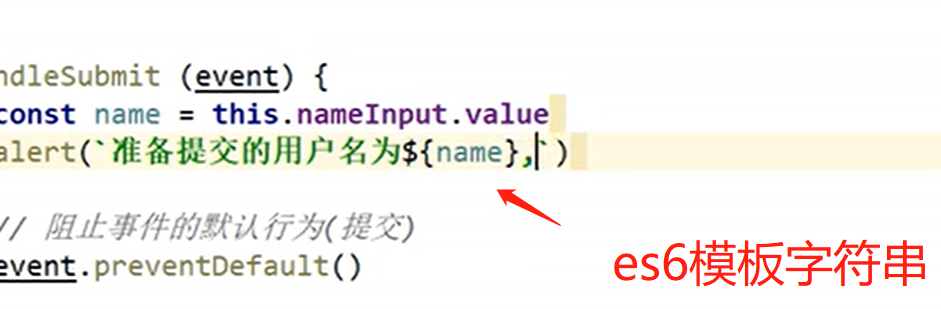 ndleSubmit (event) {
const name = this.nameInput.value
alert(`准备提交的用户名为${name},`)
// 阻止事件的默认行为(提交)
event.preventDefault()
es6模板字符串